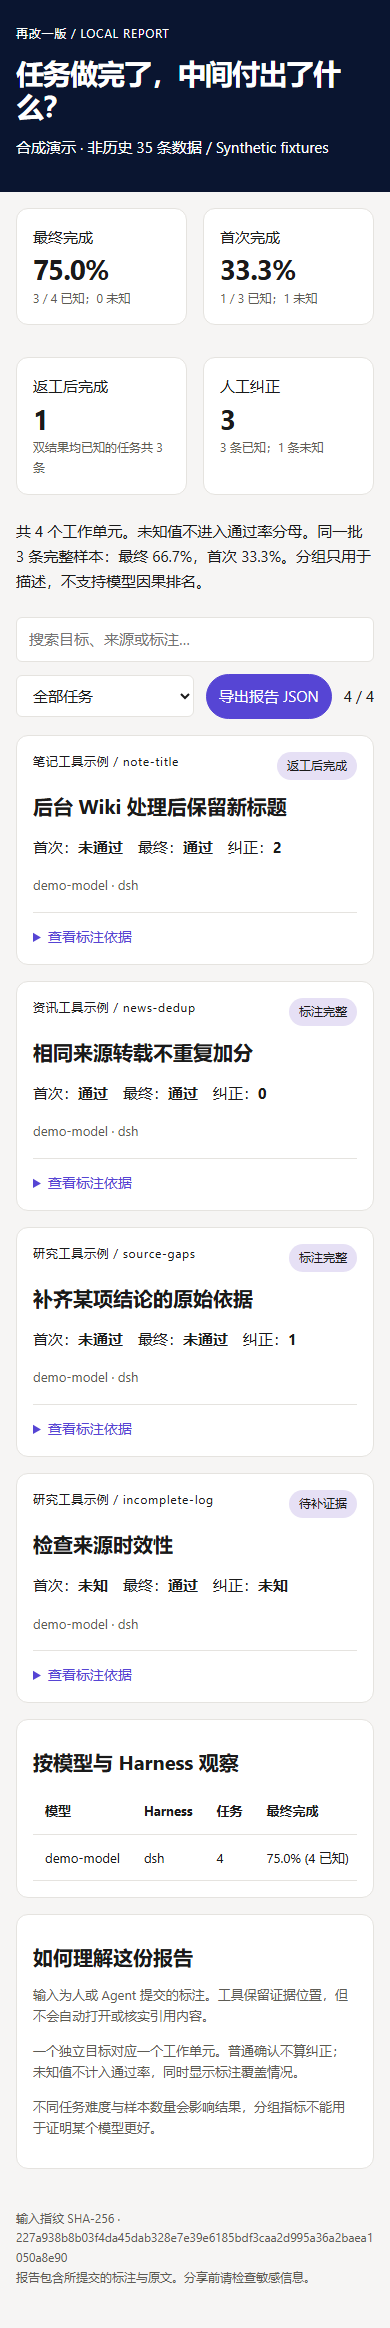 再改一版 / LOCAL REPORT
任务做完了，中间付出了什
么？
合成演示 · 非历史 35 条数据 / Synthetic fixtures
最终完成
75.0%
3 / 4 已知；0 未知
首次完成
33.3%
1 / 3 已知；1 未知
返工后完成
1
双结果均已知的任务共 3
条
人工纠正
3
3 条已知；1 条未知
共 4 个工作单元。未知值不进入通过率分母。同一批
3 条完整样本：最终 66.7%，首次 33.3%。分组只用于
描述，不支持模型因果排名。
搜索目标、来源或标注...
全部任务
导出报告 JSON
4 / 4
笔记工具示例 / note-title
返工后完成
后台 Wiki 处理后保留新标题
首次：未通过 最终：通过 纠正：2
demo-model · dsh
查看标注依据
资讯工具示例 / news-dedup
标注完整
相同来源转载不重复加分
首次：通过 最终：通过 纠正：0
demo-model · dsh
查看标注依据
研究工具示例 / source-gaps
标注完整
补齐某项结论的原始依据
首次：未通过 最终：未通过 纠正：1
demo-model · dsh
查看标注依据
研究工具示例 / incomplete-log
待补证据
检查来源时效性
首次：未知 最终：通过 纠正：未知
demo-model · dsh
查看标注依据
按模型与 Harness 观察
模型 Harness 任务 最终完成
demo-model dsh 4 75.0% (4 已知)
如何理解这份报告
输入为人或 Agent 提交的标注。工具保留证据位置，但
不会自动打开或核实引用内容。
一个独立目标对应一个工作单元。普通确认不算纠正；
未知值不计入通过率，同时显示标注覆盖情况。
不同任务难度与样本数量会影响结果，分组指标不能用
于证明某个模型更好。
输入指纹 SHA-256 ·
227a938b8b03f4da45dab328e7e39e6185bdf3caa2d995a36a2baea1
050a8e90
报告包含所提交的标注与原文。分享前请检查敏感信息。